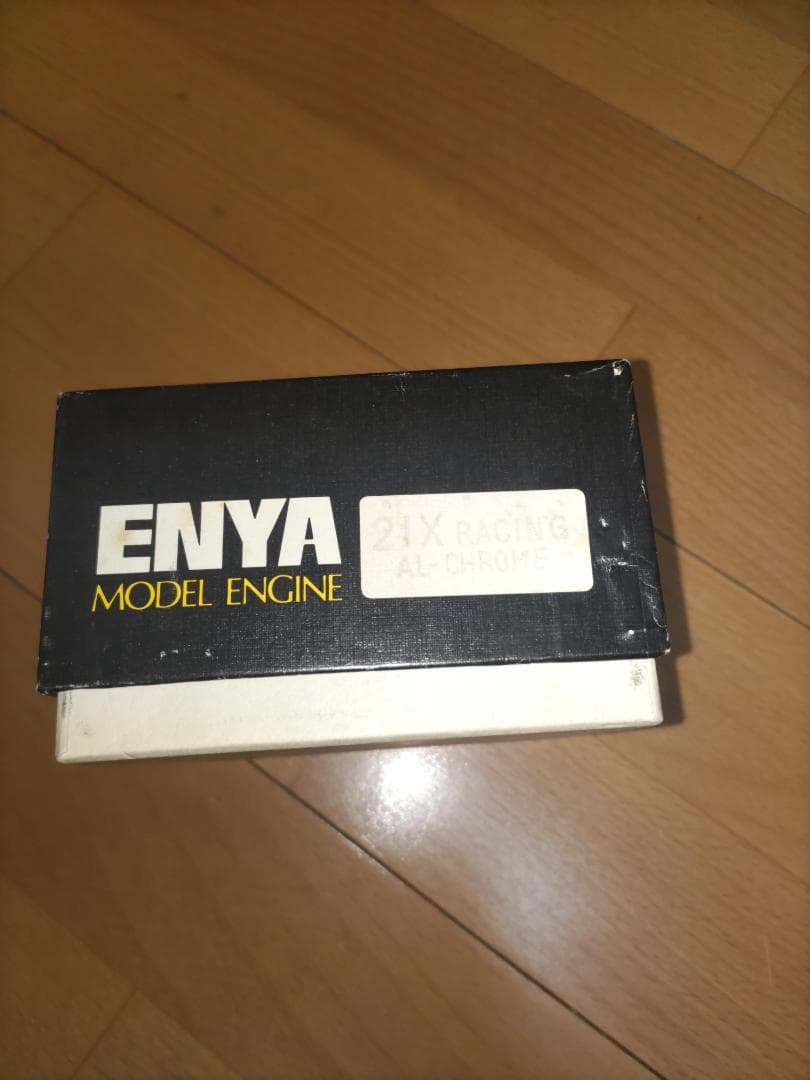 ENYA
MODEL ENGINE
21X RACING
AL-CHROME